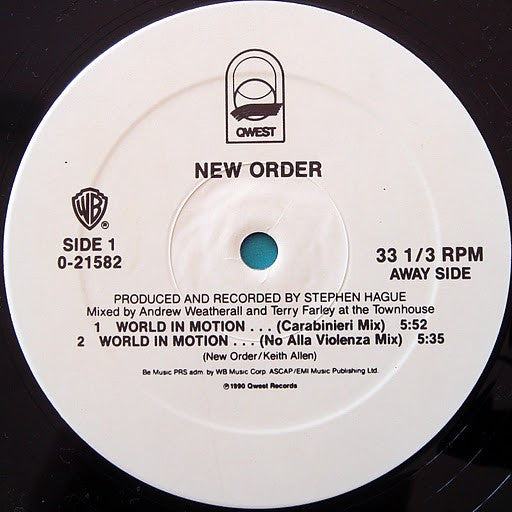 QWEST
NEW ORDER
WB
®
SIDE 1
0-21582
33 1/3 RPM
AWAY SIDE
PRODUCED AND RECORDED BY STEPHEN HAGUE
Mixed by Andrew Weatherall and Terry Farley at the Townhouse
1 WORLD IN MOTION . . . (Carabinieri Mix) 5:52
2 WORLD IN MOTION . . . (No Alla Violenza Mix) 5:35
(New Order/Keith Allen)
Be Music PRS adm. by WB Music Corp. ASCAP/EMI Music Publishing Ltd.
℗ 1990 Qwest Records